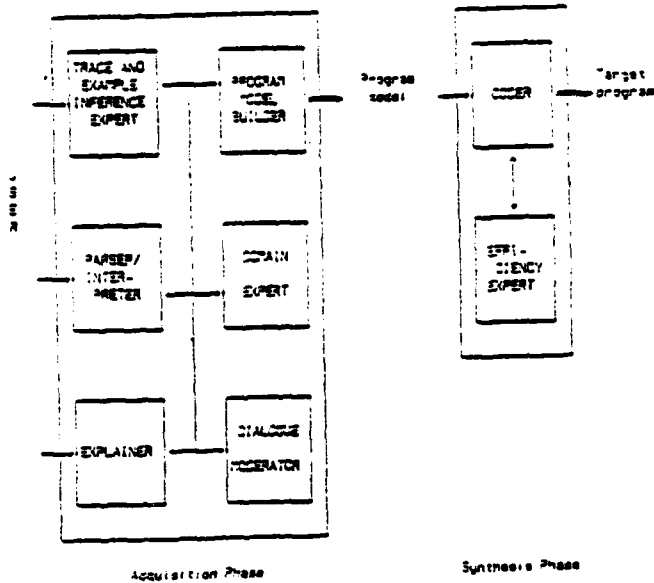 TRACE AND
EXAMPLE
INFERENCE
EXPERT
PROGRAM
MODEL
BUILDER
Program
model
CODER
Target
program
PARSER/
INTER-
PRETER
DOMAIN
EXPERT
EFFI-
CIENCY
EXPERT
EXPLAINER
DIALOGUE
MODERATOR
Acquisition Phase
Synthesis Phase